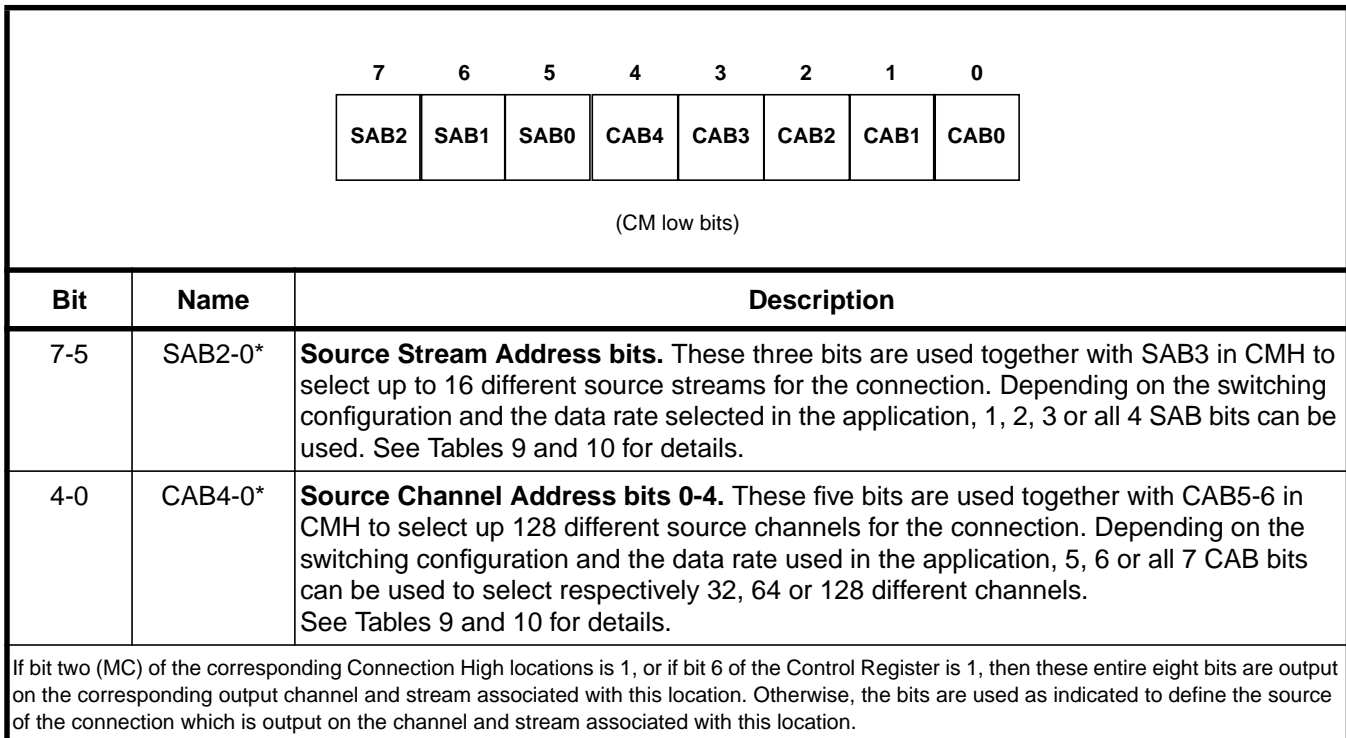 7 6 5 4 3 2 1 0
SAB2 SAB1 SAB0 CAB4 CAB3 CAB2 CAB1 CAB0
(CM low bits)
Bit Name Description
7-5 SAB2-0* Source Stream Address bits. These three bits are used together with SAB3 in CMH to
select up to 16 different source streams for the connection. Depending on the switching
configuration and the data rate selected in the application, 1, 2, 3 or all 4 SAB bits can be
used. See Tables 9 and 10 for details.
4-0 CAB4-0* Source Channel Address bits 0-4. These five bits are used together with CAB5-6 in
CMH to select up 128 different source channels for the connection. Depending on the
switching configuration and the data rate used in the application, 5, 6 or all 7 CAB bits
can be used to select respectively 32, 64 or 128 different channels.
See Tables 9 and 10 for details.
If bit two (MC) of the corresponding Connection High locations is 1, or if bit 6 of the Control Register is 1, then these entire eight bits are output
on the corresponding output channel and stream associated with this location. Otherwise, the bits are used as indicated to define the source
of the connection which is output on the channel and stream associated with this location.